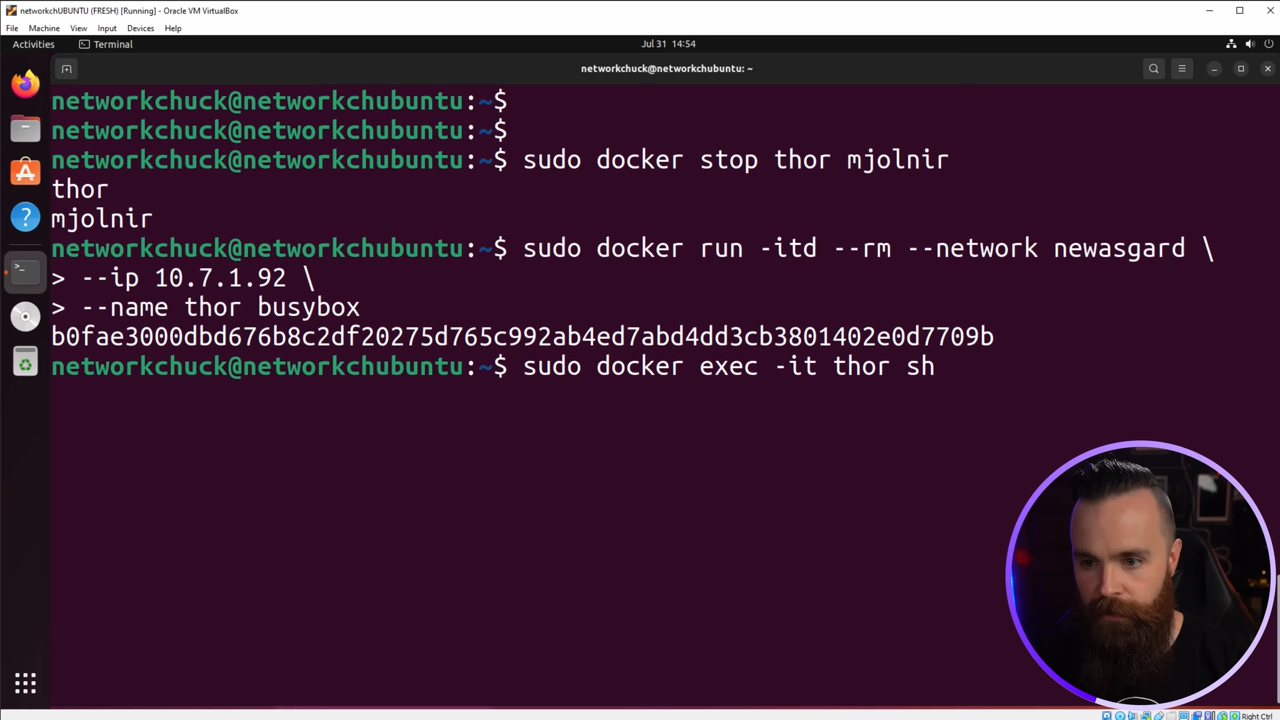 networkchUBUNTU (FRESH) [Running] - Oracle VM VirtualBox
File Machine View Input Devices Help
Activities Terminal Jul 31 14:54
networkchuck@networkchubuntu: ~
networkchuck@networkchubuntu:~$
networkchuck@networkchubuntu:~$
networkchuck@networkchubuntu:~$ sudo docker stop thor mjolnir
thor
mjolnir
networkchuck@networkchubuntu:~$ sudo docker run -itd --rm --network newasgard \
> --ip 10.7.1.92 \
> --name thor busybox
b0fae3000dbd676b8c2df20275d765c992ab4ed7abd4dd3cb3801402e0d7709b
networkchuck@networkchubuntu:~$ sudo docker exec -it thor sh
Right Ctrl